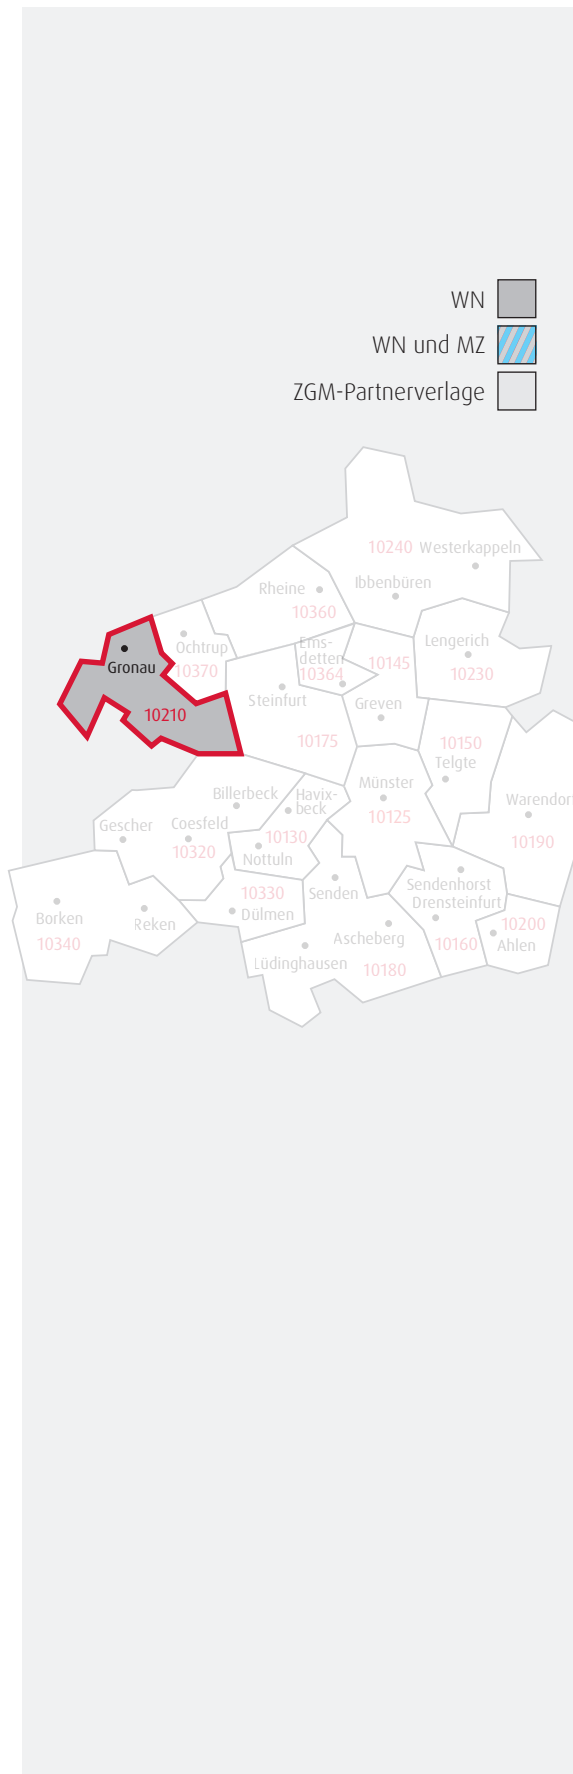 WN
WN und MZ
ZGM-Partnerverlage
10240 Westerkappeln
Ibbenbüren
Rheine
10360
Ochtrup
10370
Ems-
detten
10364
10145
Lengerich
10230
Gronau
10210
Steinfurt
Greven
10175
10150
Telgte
Münster
10125
Billerbeck
Havix-
beck
Warendorf
10190
Gescher
Coesfeld
10320
10130
Nottuln
10330
Dülmen
Senden
Sendenhorst
Drensteinfurt
10160
10200
Ahlen
Borken
10340
Reken
Ascheberg
Lüdinghausen
10180